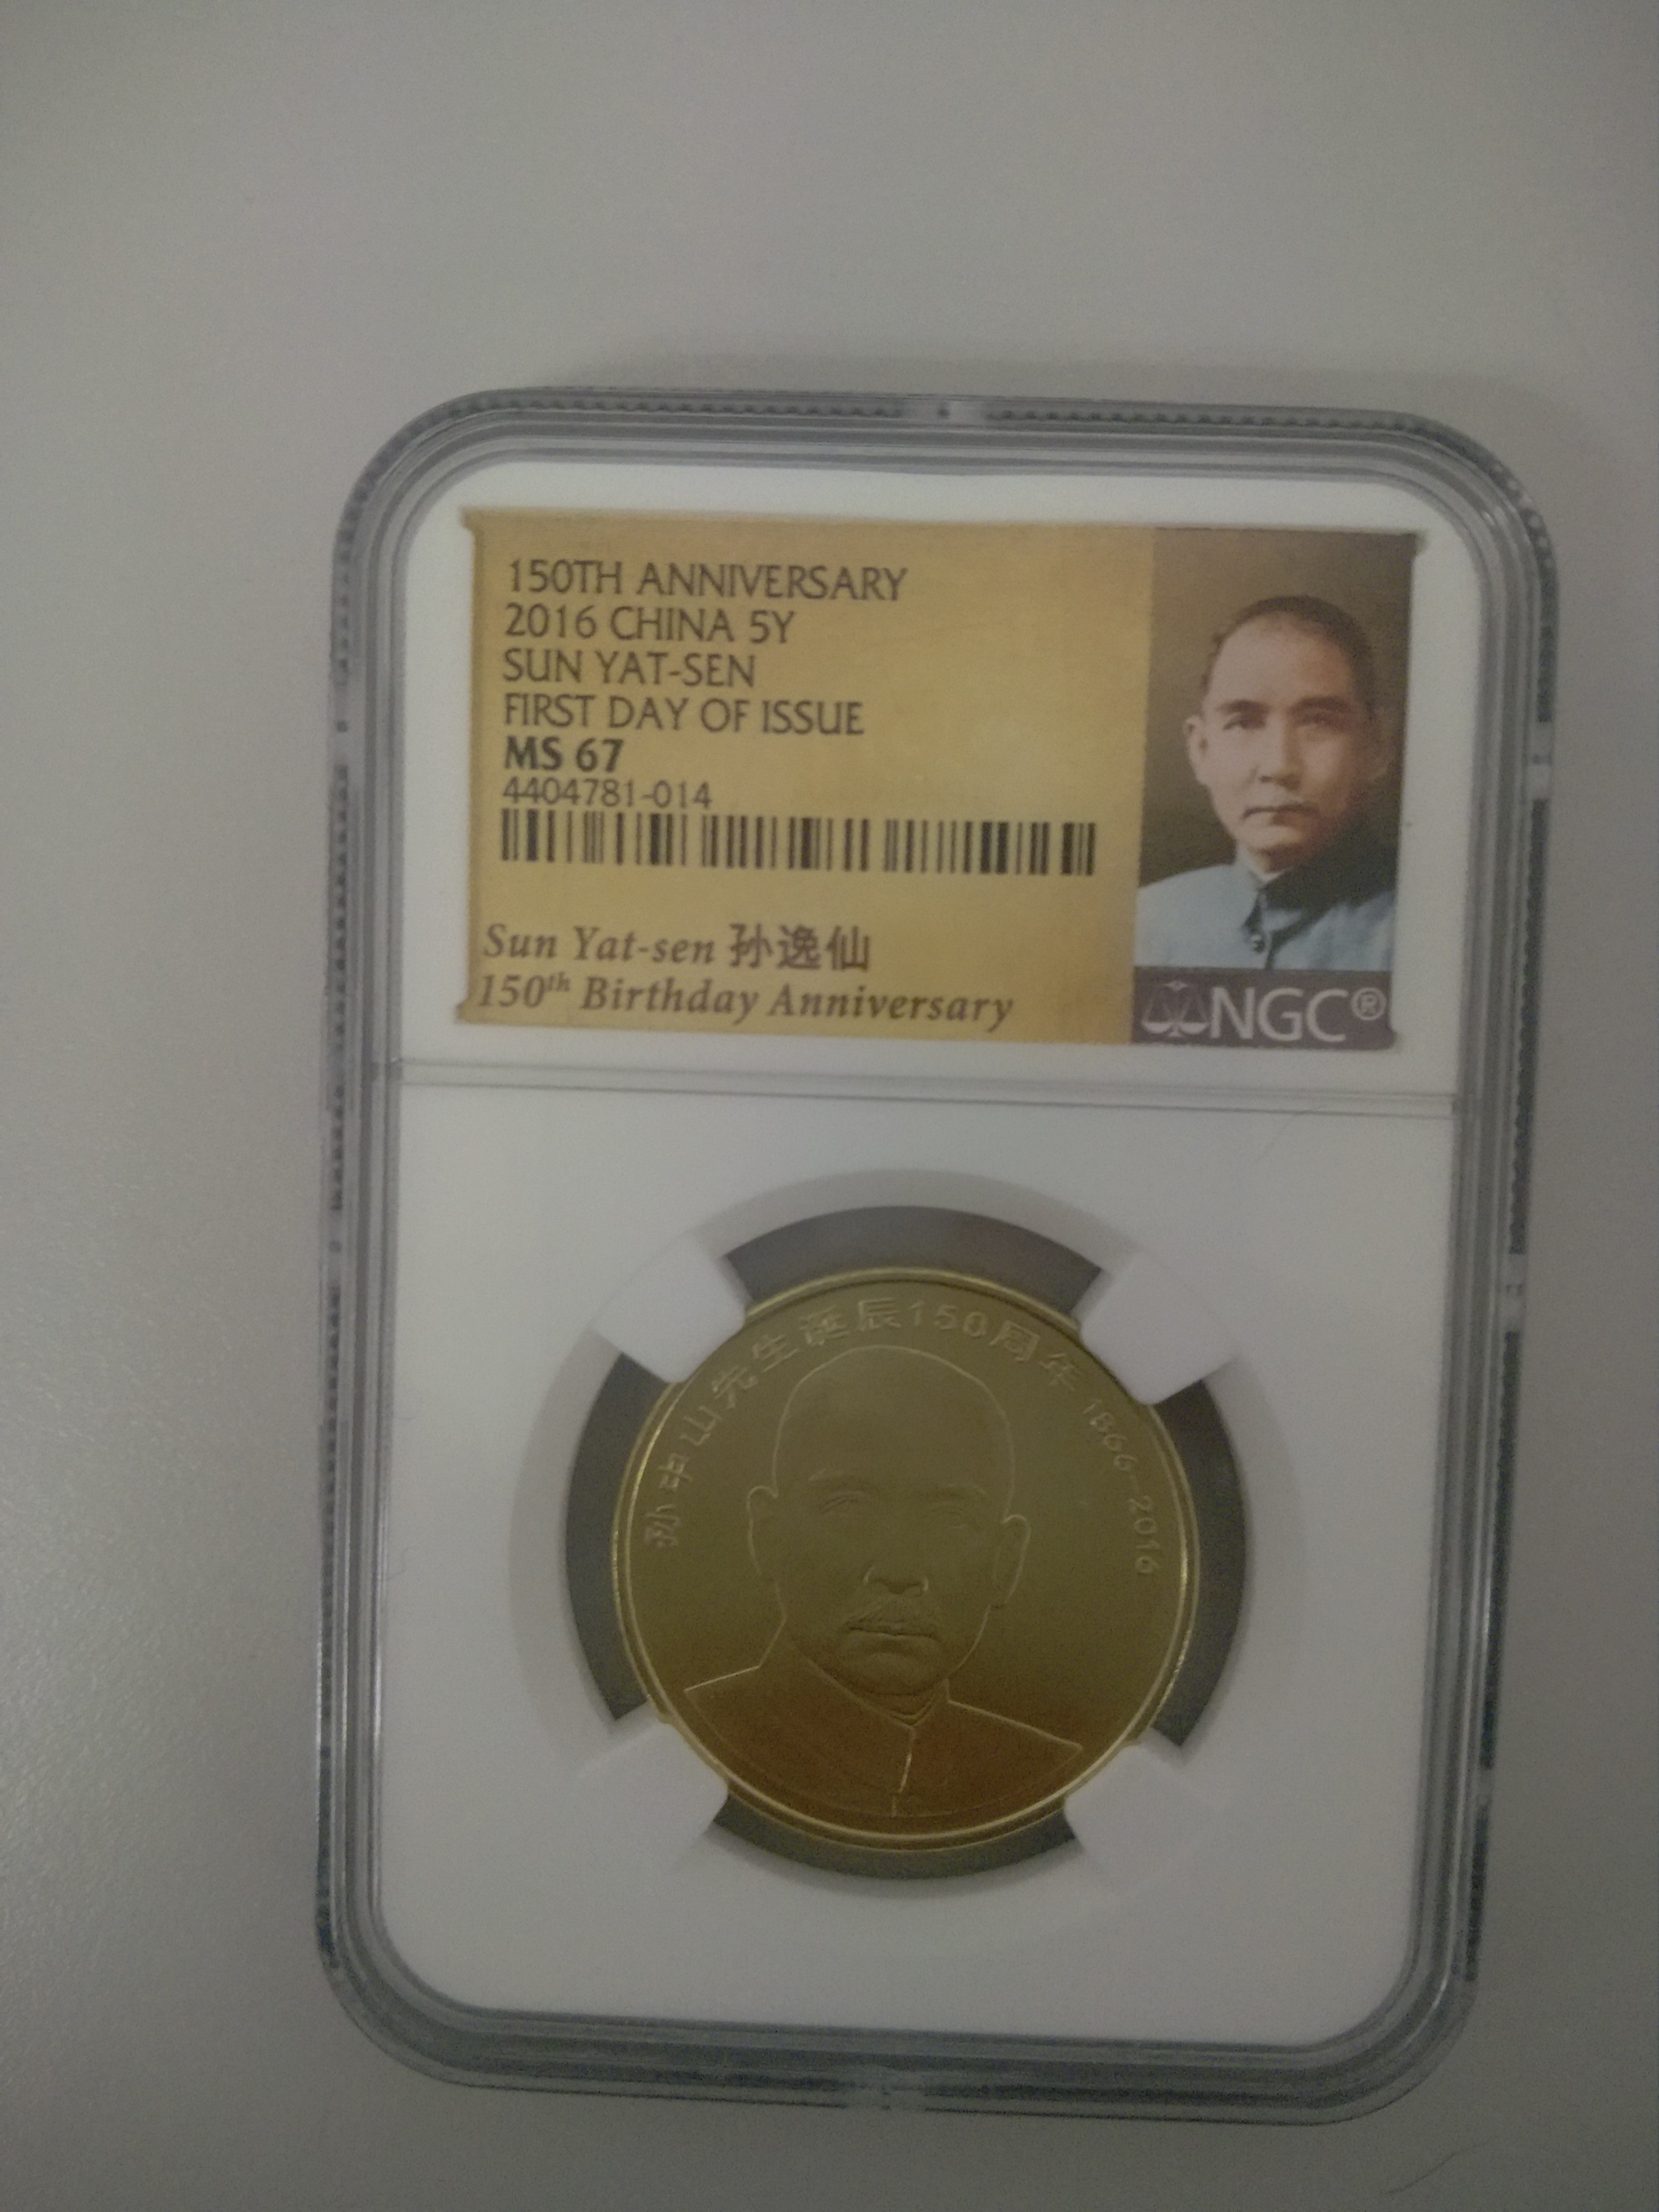 150TH ANNIVERSARY
2016 CHINA 5Y
SUN YAT-SEN
FIRST DAY OF ISSUE
MS 67
4404781-014
Sun Yat-sen 孙逸仙
150th Birthday Anniversary
NGC®
孙中山先生诞辰150周年 1866-2016